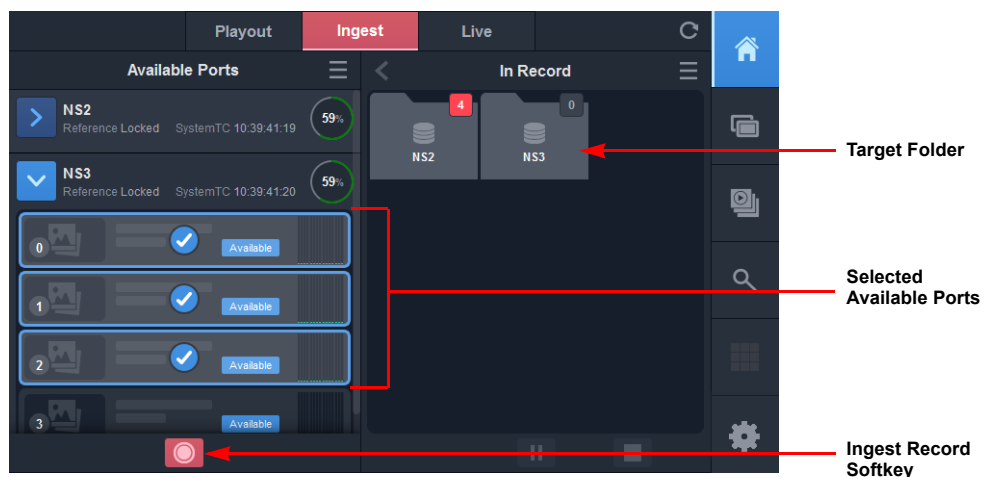 Playout Ingest Live
Available Ports
In Record
NS2
Reference Locked SystemTC 10:39:41:19
59%
NS3
Reference Locked SystemTC 10:39:41:20
59%
0 Available
1 Available
2 Available
3 Available
4
NS2
0
NS3
Target Folder
Selected
Available Ports
Ingest Record
Softkey